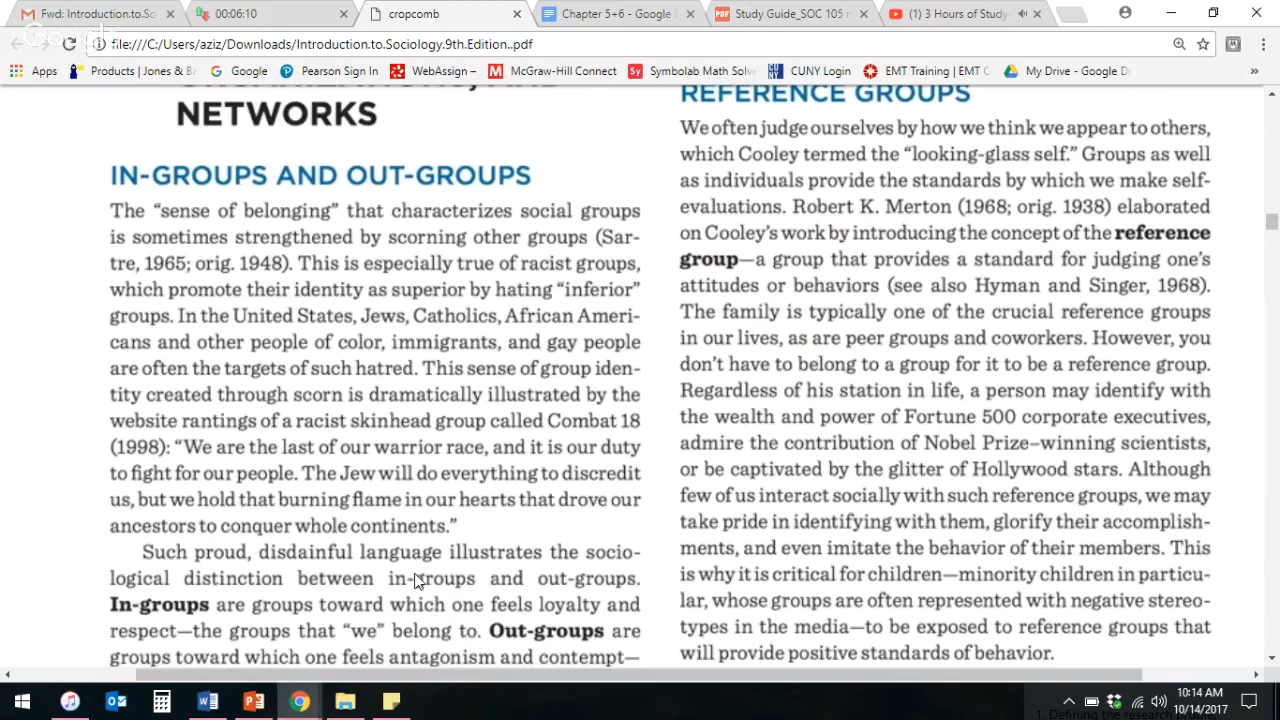 Fwd: Introduction.to.So
00:06:10
cropcomb
Chapter 5+6 - Google D
Study Guide_SOC 105 m
(1) 3 Hours of Study
Google
file:///C:/Users/aziz/Downloads/Introduction.to.Sociology.9th.Edition..pdf
Apps
Products | Jones & Ba
Google
Pearson Sign In
WebAssign –
McGraw-Hill Connect
Symbolab Math Solve
CUNY Login
EMT Training | EMT C
My Drive - Google Dr
NETWORKS
IN-GROUPS AND OUT-GROUPS
The “sense of belonging” that characterizes social groups
is sometimes strengthened by scorning other groups (Sar-
tre, 1965; orig. 1948). This is especially true of racist groups,
which promote their identity as superior by hating “inferior”
groups. In the United States, Jews, Catholics, African Ameri-
cans and other people of color, immigrants, and gay people
are often the targets of such hatred. This sense of group iden-
tity created through scorn is dramatically illustrated by the
website rantings of a racist skinhead group called Combat 18
(1998): “We are the last of our warrior race, and it is our duty
to fight for our people. The Jew will do everything to discredit
us, but we hold that burning flame in our hearts that drove our
ancestors to conquer whole continents.”
Such proud, disdainful language illustrates the socio-
logical distinction between in-groups and out-groups.
In-groups are groups toward which one feels loyalty and
respect—the groups that “we” belong to. Out-groups are
groups toward which one feels antagonism and contempt—
REFERENCE GROUPS
We often judge ourselves by how we think we appear to others,
which Cooley termed the “looking-glass self.” Groups as well
as individuals provide the standards by which we make self-
evaluations. Robert K. Merton (1968; orig. 1938) elaborated
on Cooley’s work by introducing the concept of the reference
group—a group that provides a standard for judging one’s
attitudes or behaviors (see also Hyman and Singer, 1968).
The family is typically one of the crucial reference groups
in our lives, as are peer groups and coworkers. However, you
don’t have to belong to a group for it to be a reference group.
Regardless of his station in life, a person may identify with
the wealth and power of Fortune 500 corporate executives,
admire the contribution of Nobel Prize–winning scientists,
or be captivated by the glitter of Hollywood stars. Although
few of us interact socially with such reference groups, we may
take pride in identifying with them, glorify their accomplish-
ments, and even imitate the behavior of their members. This
is why it is critical for children—minority children in particu-
lar, whose groups are often represented with negative stereo-
types in the media—to be exposed to reference groups that
will provide positive standards of behavior.
10:14 AM
10/14/2017
1. Defining the research problem